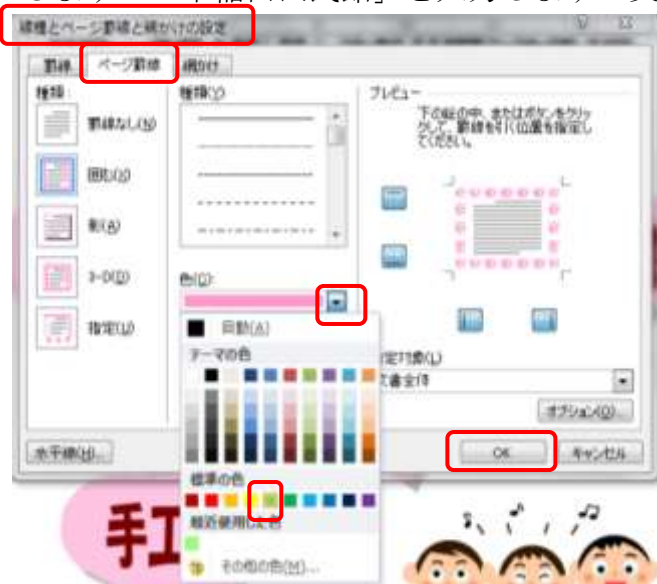 線種とページ罫線と網かけの設定
罫線 ページ罫線 網かけ
種類:
罫線なし(N)
囲む(X)
影(A)
3-D(D)
指定(U)
種類(Y):
色(C):
自動(A)
テーマの色
標準の色
最近使用した色
その他の色(M)...
プレビュー
下の絵の中、またはボタンをクリッ
クして、罫線を引く位置を指定し
てください。
定対象(L):
文書全体
オプション(O)...
水平線(H)...
OK
キャンセル
手